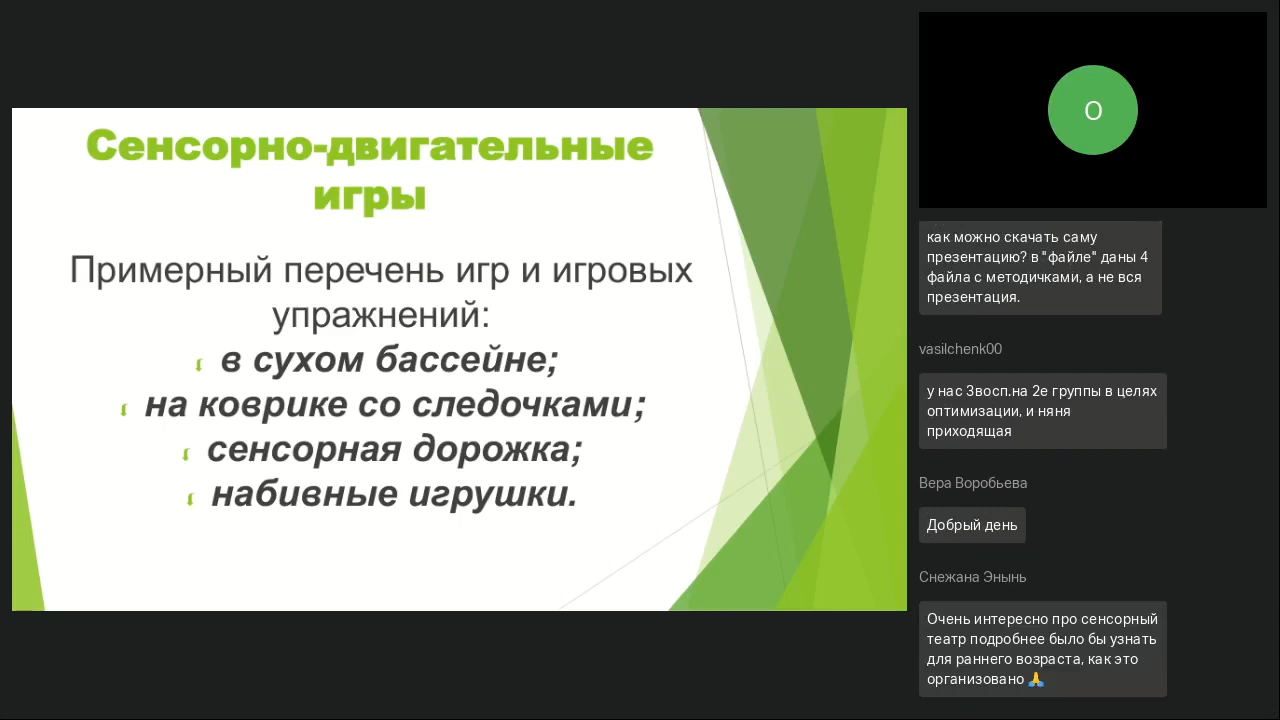 Сенсорно-двигательные
игры
Примерный перечень игр и игровых
упражнений:
в сухом бассейне;
на коврике со следочками;
сенсорная дорожка;
набивные игрушки.
О
как можно скачать саму
презентацию? в "файле" даны 4
файла с методичками, а не вся
презентация.
vasilchenk00
у нас 3восп.на 2е группы в целях
оптимизации, и няня
приходящая
Вера Воробьева
Добрый день
Снежана Энынь
Очень интересно про сенсорный
театр подробнее было бы узнать
для раннего возраста, как это
организовано 🙏